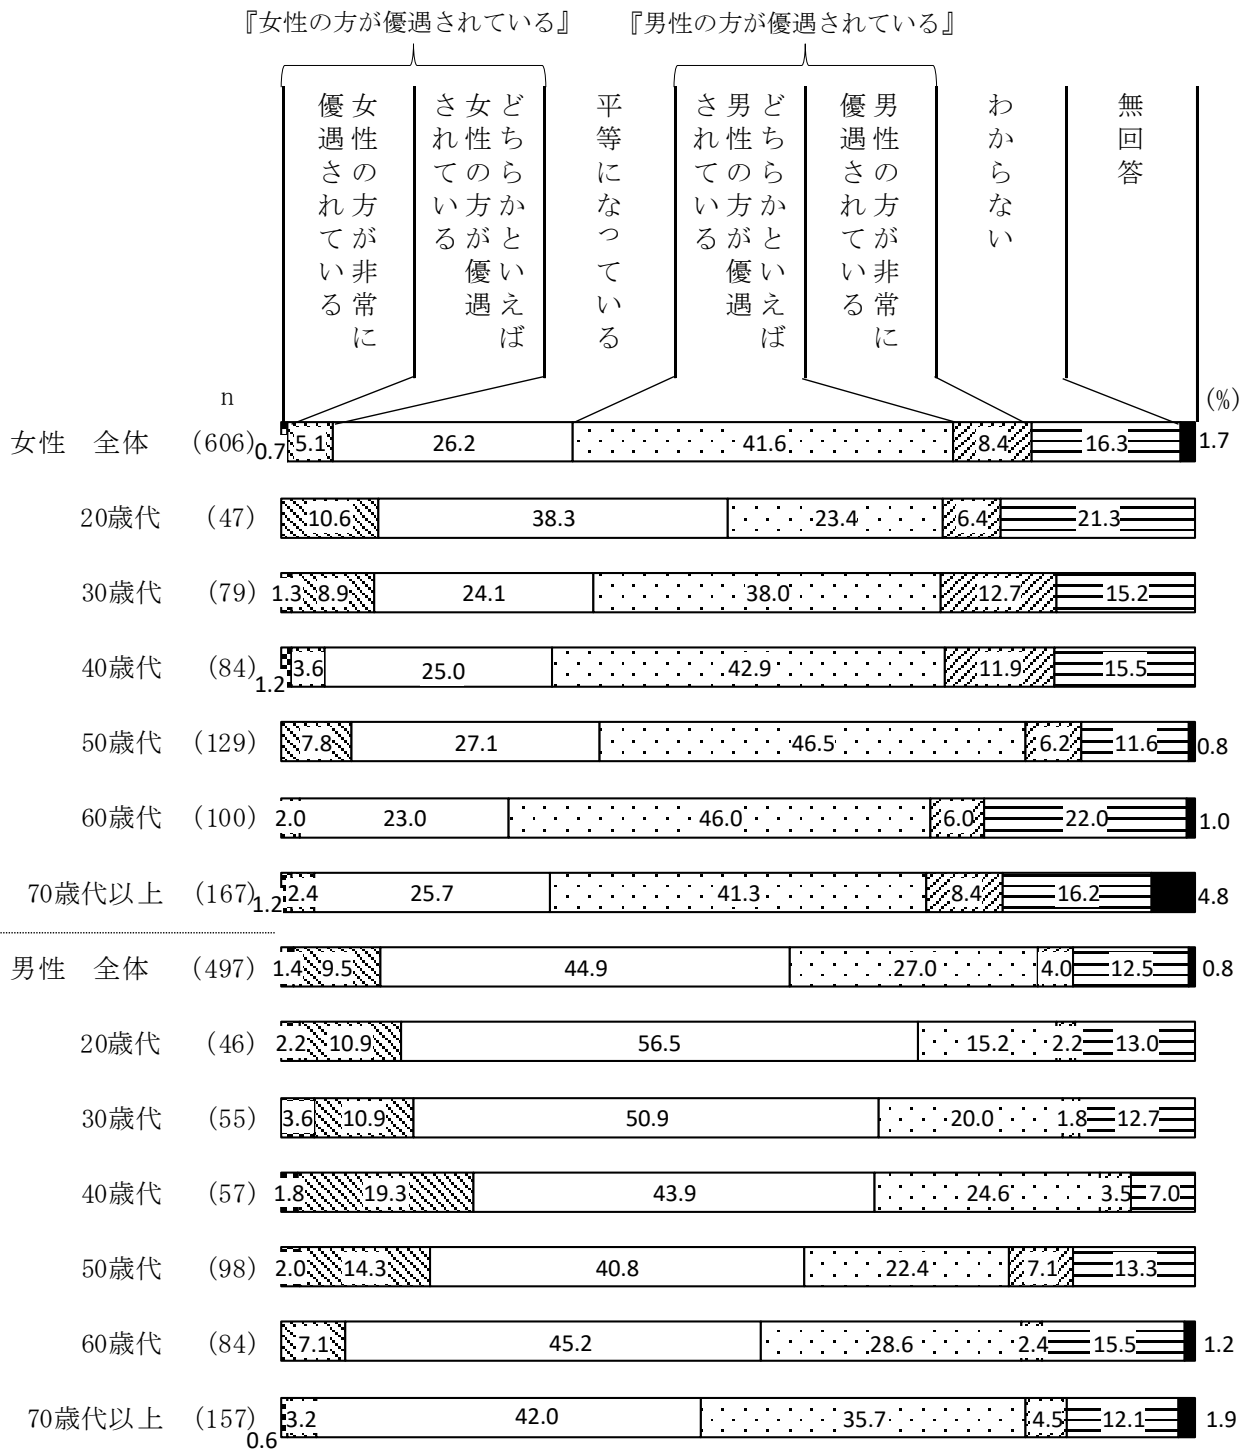 『女性の方が優遇されている』 『男性の方が優遇されている』
女性の方が非常に
優遇されている
どちらかといえば
女性の方が優遇
されている
平等になっている
どちらかといえば
男性の方が優遇
されている
男性の方が非常に
優遇されている
わからない
無回答
n (%)
女性 全体 (606) 0.7 5.1 26.2 41.6 8.4 16.3 1.7
20歳代 (47) 10.6 38.3 23.4 6.4 21.3
30歳代 (79) 1.3 8.9 24.1 38.0 12.7 15.2
40歳代 (84) 1.2 3.6 25.0 42.9 11.9 15.5
50歳代 (129) 7.8 27.1 46.5 6.2 11.6 0.8
60歳代 (100) 2.0 23.0 46.0 6.0 22.0 1.0
70歳代以上 (167) 1.2 2.4 25.7 41.3 8.4 16.2 4.8
男性 全体 (497) 1.4 9.5 44.9 27.0 4.0 12.5 0.8
20歳代 (46) 2.2 10.9 56.5 15.2 2.2 13.0
30歳代 (55) 3.6 10.9 50.9 20.0 1.8 12.7
40歳代 (57) 1.8 19.3 43.9 24.6 3.5 7.0
50歳代 (98) 2.0 14.3 40.8 22.4 7.1 13.3
60歳代 (84) 7.1 45.2 28.6 2.4 15.5 1.2
70歳代以上 (157) 0.6 3.2 42.0 35.7 4.5 12.1 1.9